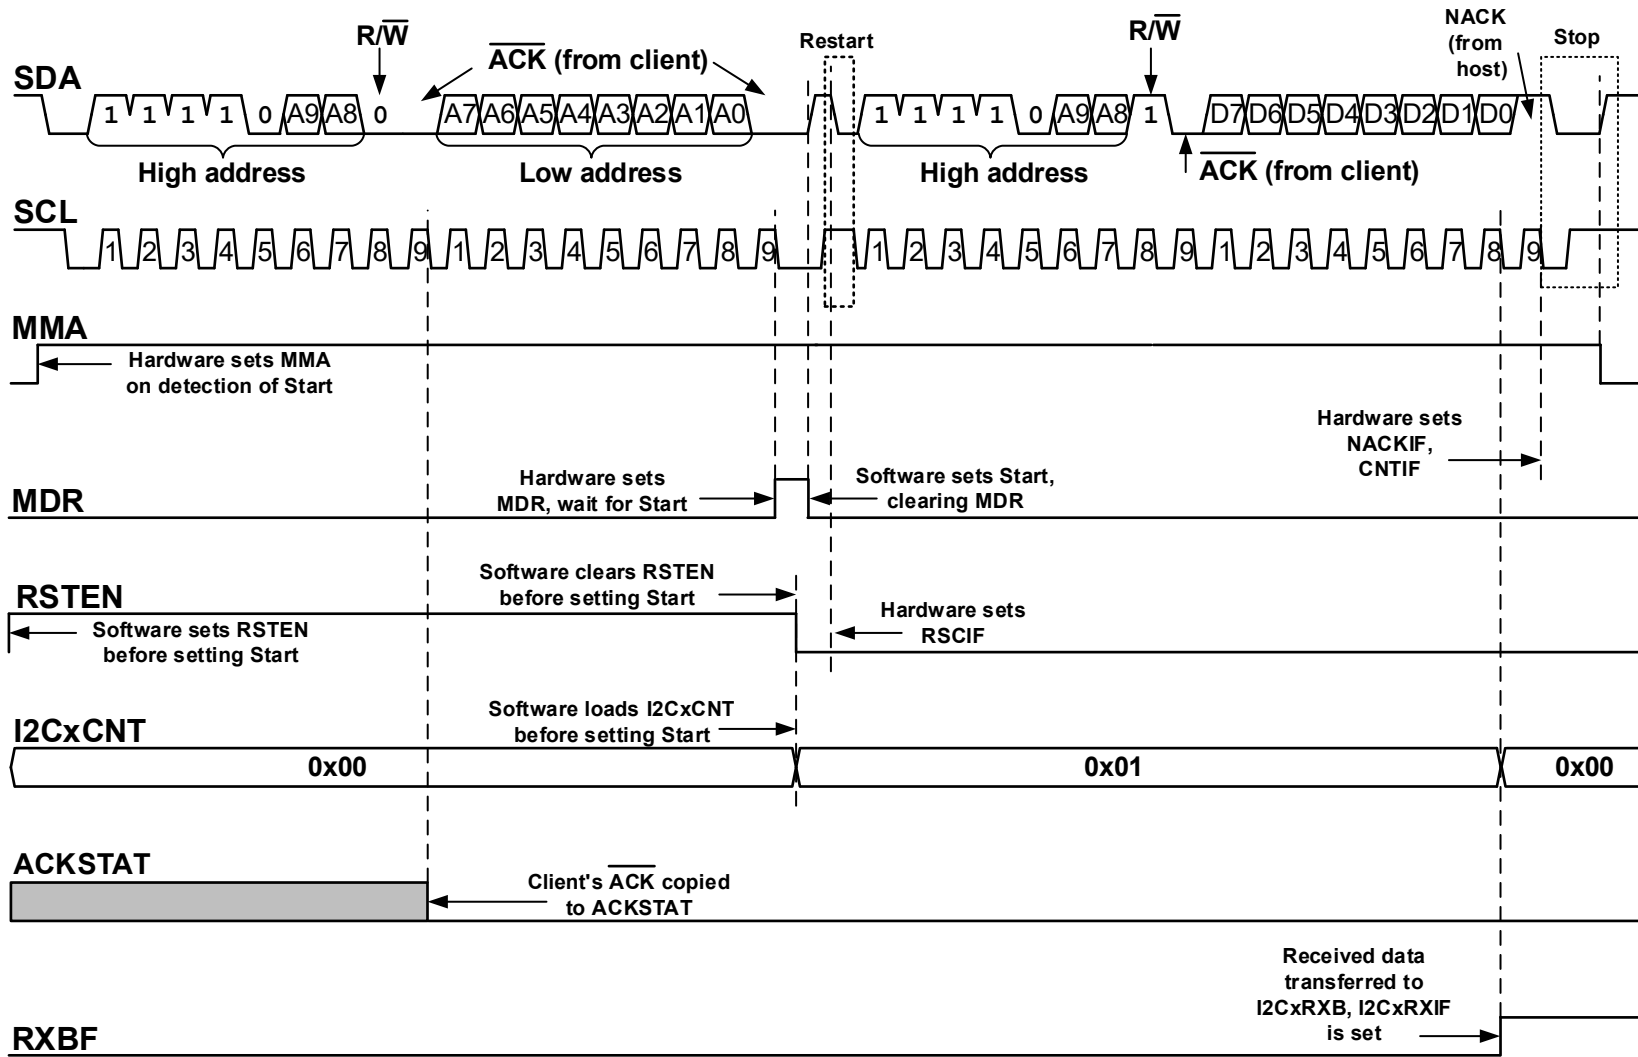 R/W
ACK (from client)
Restart
R/W
NACK
(from
host)
Stop
SDA
1 1 1 1 0 A9 A8 0 A7 A6 A5 A4 A3 A2 A1 A0 1 1 1 1 0 A9 A8 1 D7 D6 D5 D4 D3 D2 D1 D0
High address
Low address
High address
ACK (from client)
SCL
1 2 3 4 5 6 7 8 9 1 2 3 4 5 6 7 8 9 1 2 3 4 5 6 7 8 9 1 2 3 4 5 6 7 8 9
MMA
Hardware sets MMA
on detection of Start
Hardware sets
NACKIF,
CNTIF
MDR
Hardware sets
MDR, wait for Start
Software sets Start,
clearing MDR
RSTEN
Software sets RSTEN
before setting Start
Software clears RSTEN
before setting Start
Hardware sets
RSCIF
I2CxCNT
Software loads I2CxCNT
before setting Start
0x00 0x01 0x00
ACKSTAT
Client's ACK copied
to ACKSTAT
RXBF
Received data
transferred to
I2CxRXB, I2CxRXIF
is set